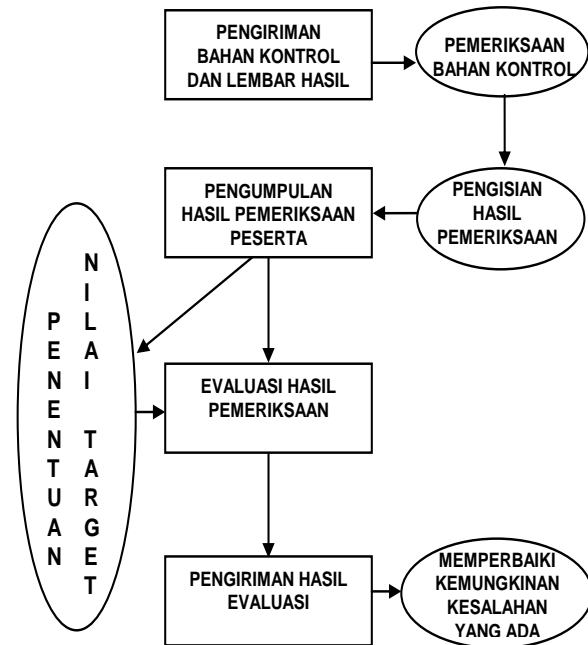 PENGIRIMAN
BAHAN KONTROL
DAN LEMBAR HASIL
PEMERIKSAAN
BAHAN KONTROL
PENGUMPULAN
HASIL PEMERIKSAAN
PESERTA
PENGISIAN
HASIL
PEMERIKSAAN
PENENTUAN
NILAI TARGET
EVALUASI HASIL
PEMERIKSAAN
PENGIRIMAN HASIL
EVALUASI
MEMPERBAIKI
KEMUNGKINAN
KESALAHAN
YANG ADA